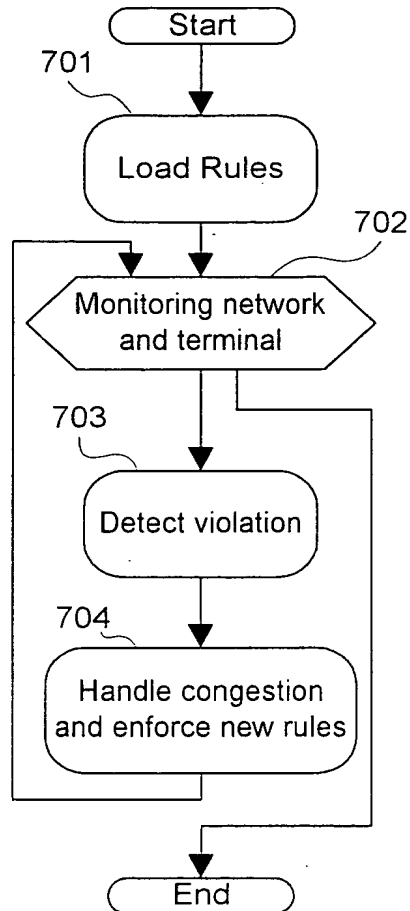 Start
701
Load Rules
702
Monitoring network
and terminal
703
Detect violation
704
Handle congestion
and enforce new rules
End